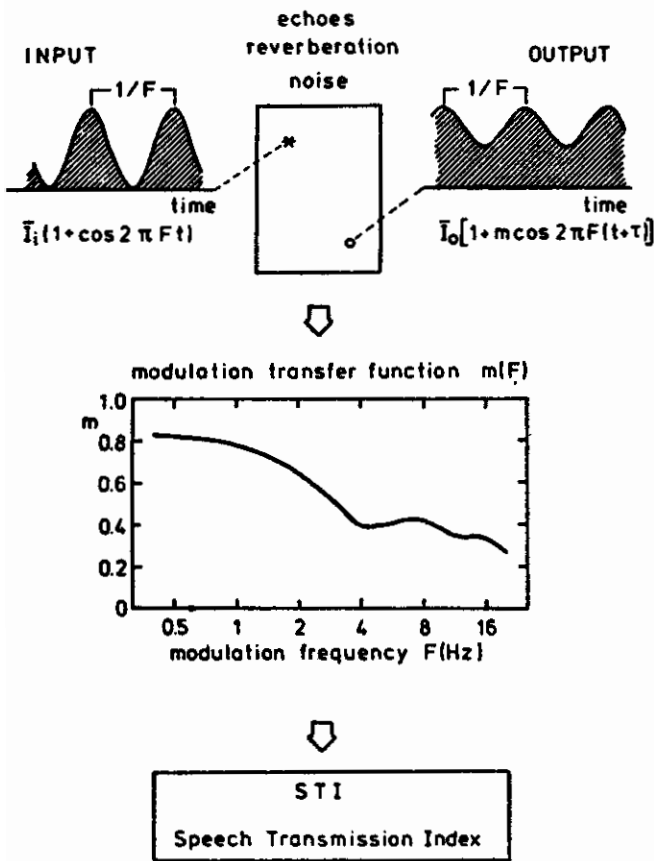 echoes
reverberation
noise
INPUT
OUTPUT
1/F
1/F
time
time
Ī_i(1+cos 2 π Ft)
Ī_o[1+m cos 2πF(t+τ)]
modulation transfer function m(F)
m
1.0
0.8
0.6
0.4
0.2
0
0.5 1 2 4 8 16
modulation frequency F(Hz)
STI
Speech Transmission Index